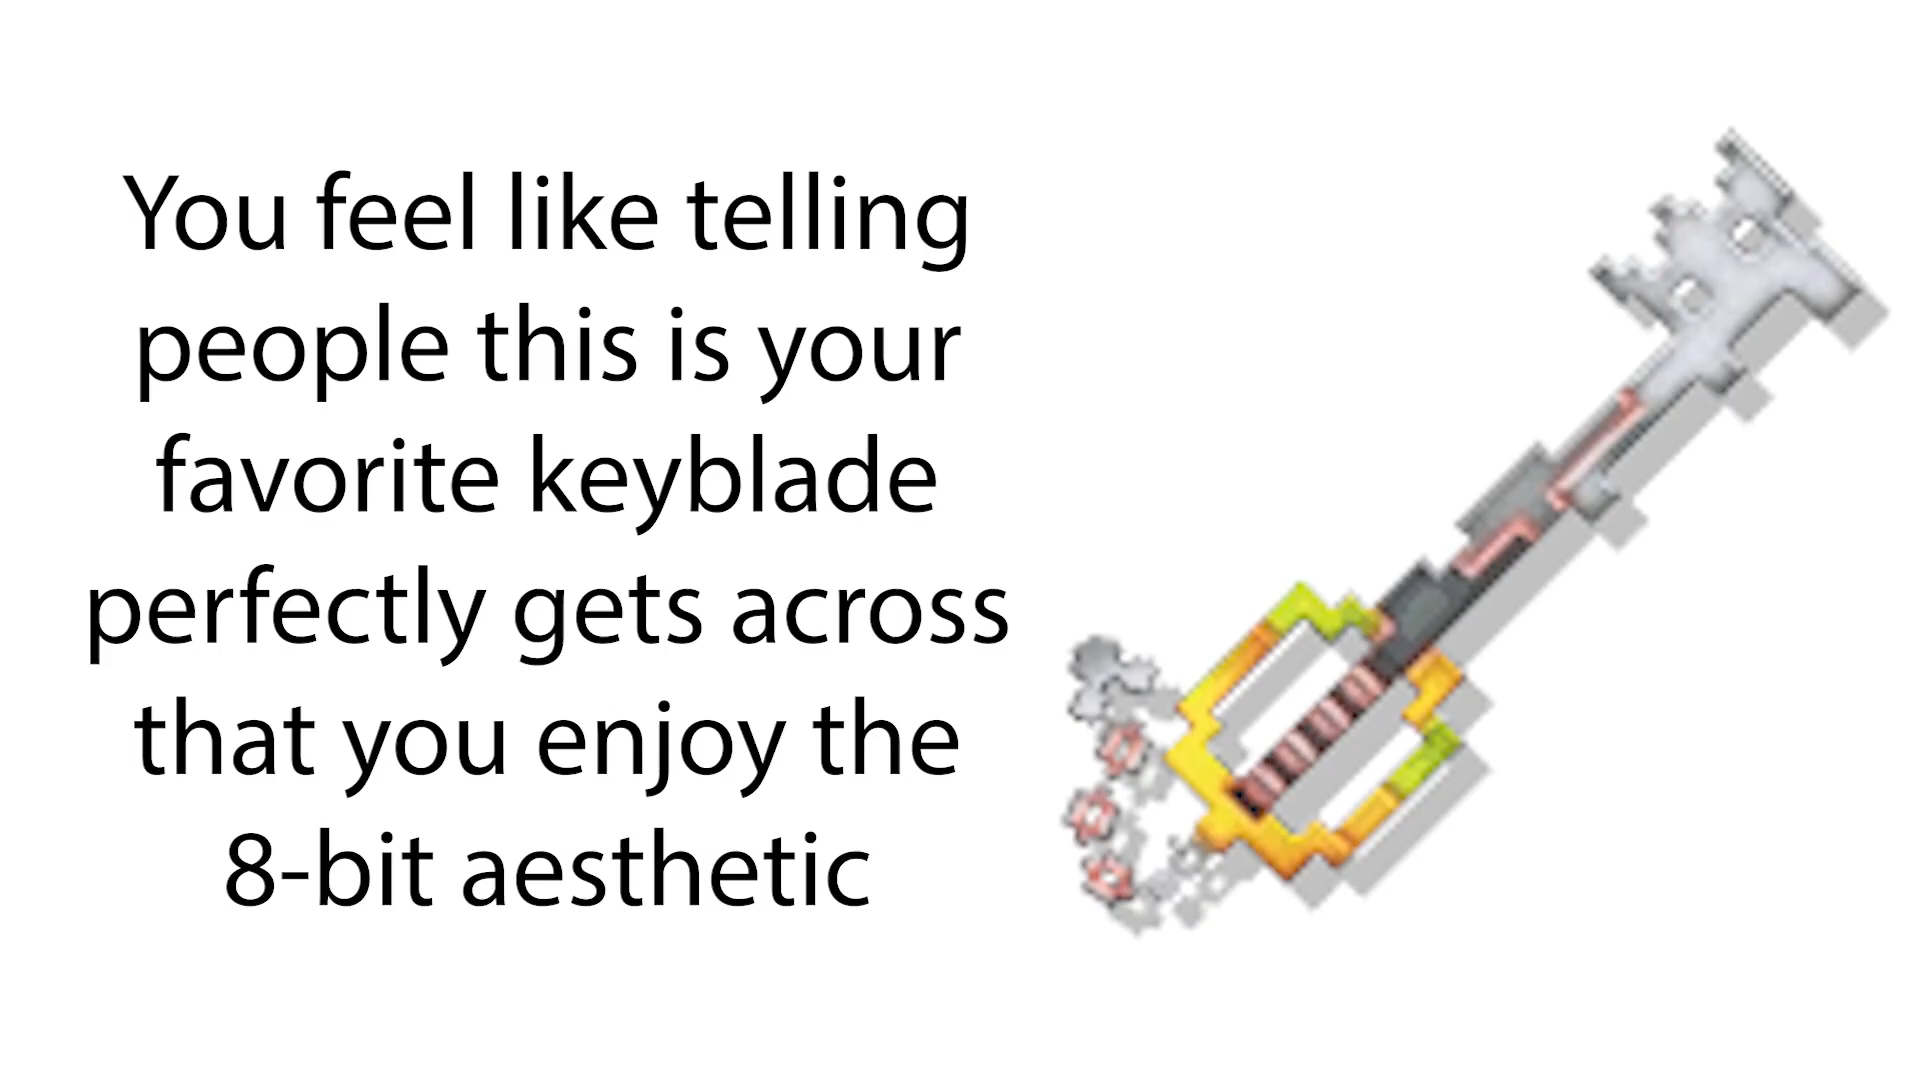 You feel like telling
people this is your
favorite keyblade
perfectly gets across
that you enjoy the
8-bit aesthetic